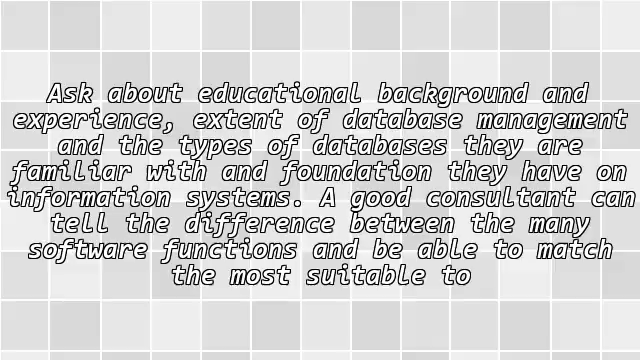 Ask about educational background and
experience, extent of database management
and the types of databases they are
familiar with and foundation they have on
information systems. A good consultant can
tell the difference between the many
software functions and be able to match
the most suitable to